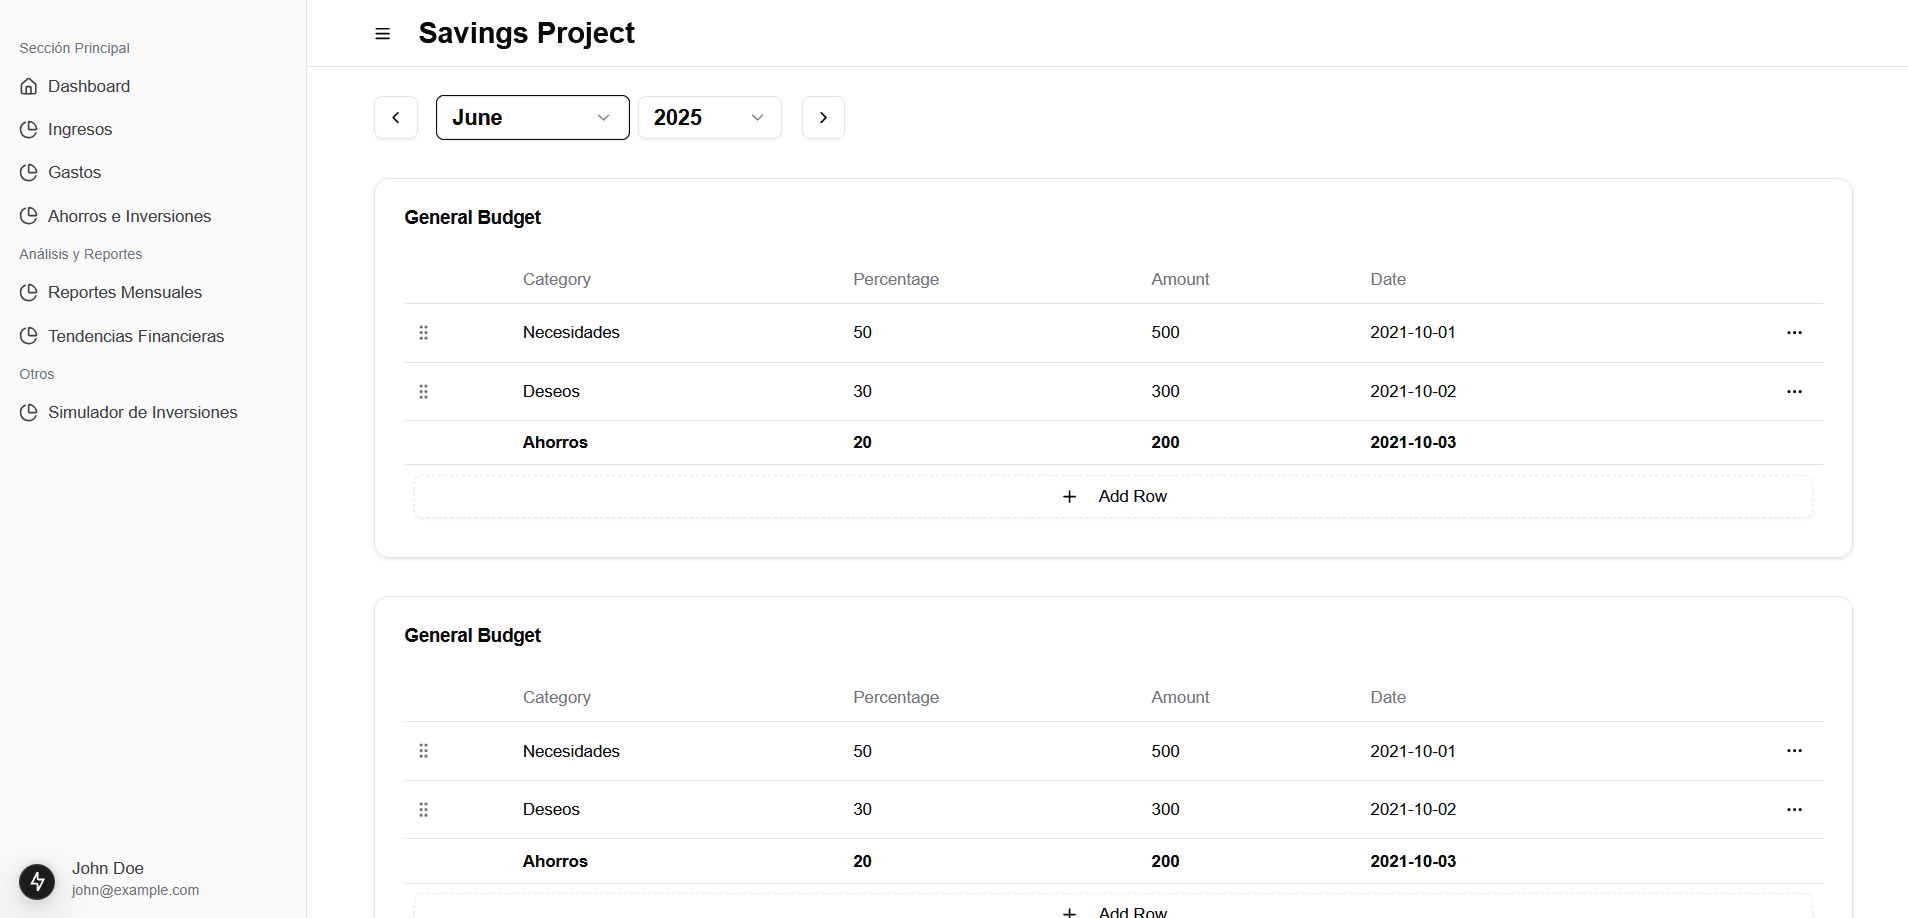 Sección Principal
Dashboard
Ingresos
Gastos
Ahorros e Inversiones
Análisis y Reportes
Reportes Mensuales
Tendencias Financieras
Otros
Simulador de Inversiones
John Doe
john@example.com
Savings Project
June 2025
General Budget
Category Percentage Amount Date
Necesidades 50 500 2021-10-01
Deseos 30 300 2021-10-02
Ahorros 20 200 2021-10-03
Add Row
General Budget
Category Percentage Amount Date
Necesidades 50 500 2021-10-01
Deseos 30 300 2021-10-02
Ahorros 20 200 2021-10-03
Add Row